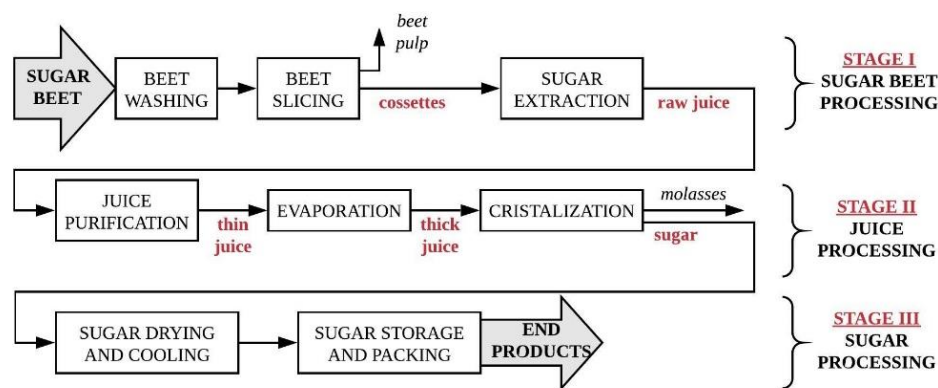 beet
pulp
SUGAR
BEET
BEET
WASHING
BEET
SLICING
cossettes
SUGAR
EXTRACTION
raw juice
STAGE I
SUGAR BEET
PROCESSING
JUICE
PURIFICATION
thin
juice
EVAPORATION
thick
juice
CRISTALIZATION
molasses
sugar
STAGE II
JUICE
PROCESSING
SUGAR DRYING
AND COOLING
SUGAR STORAGE
AND PACKING
END
PRODUCTS
STAGE III
SUGAR
PROCESSING